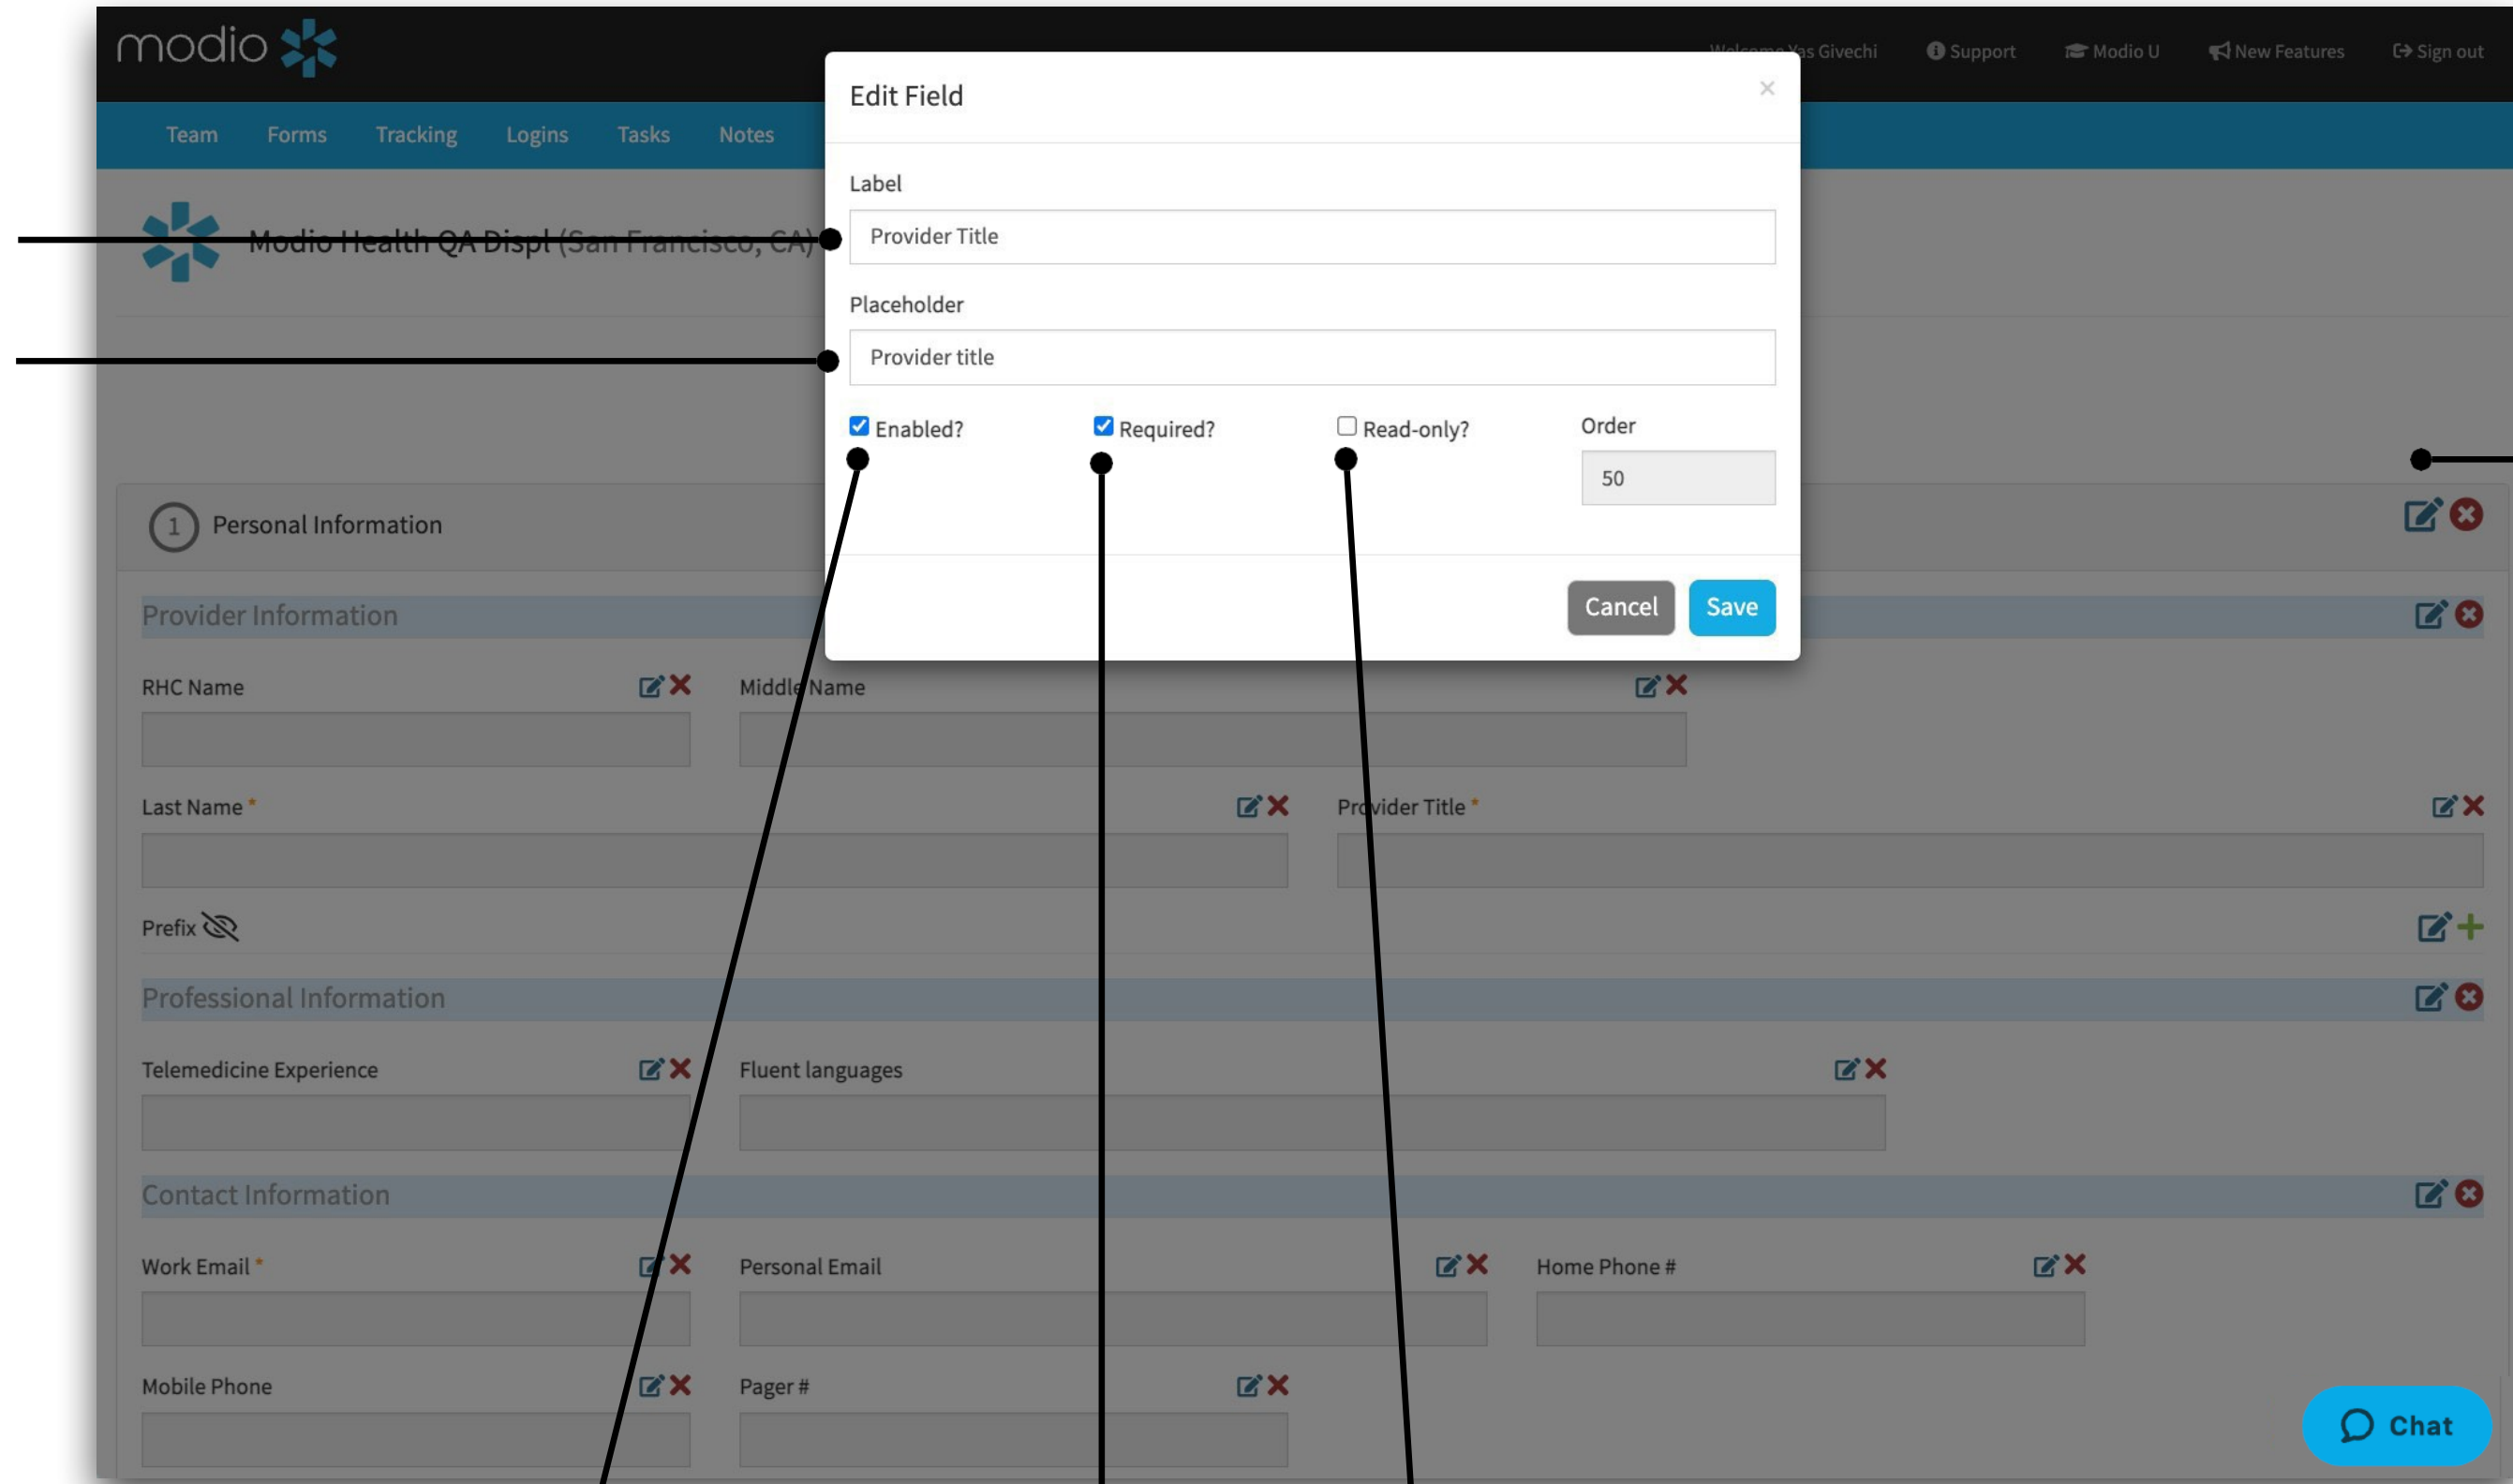 modio
Welcome Yas Givechi Support Modio U New Features Sign out
Team Forms Tracking Logins Tasks Notes
Edit Field ×
Label
Modio Health QA Displ (San Francisco, CA)
Provider Title
Placeholder
Provider title
Enabled? Required? Read-only? Order
50
1 Personal Information
Cancel Save
Provider Information
RHC Name Middle Name
Last Name * Provider Title *
Prefix
Professional Information
Telemedicine Experience Fluent languages
Contact Information
Work Email * Personal Email Home Phone #
Mobile Phone Pager #
Chat